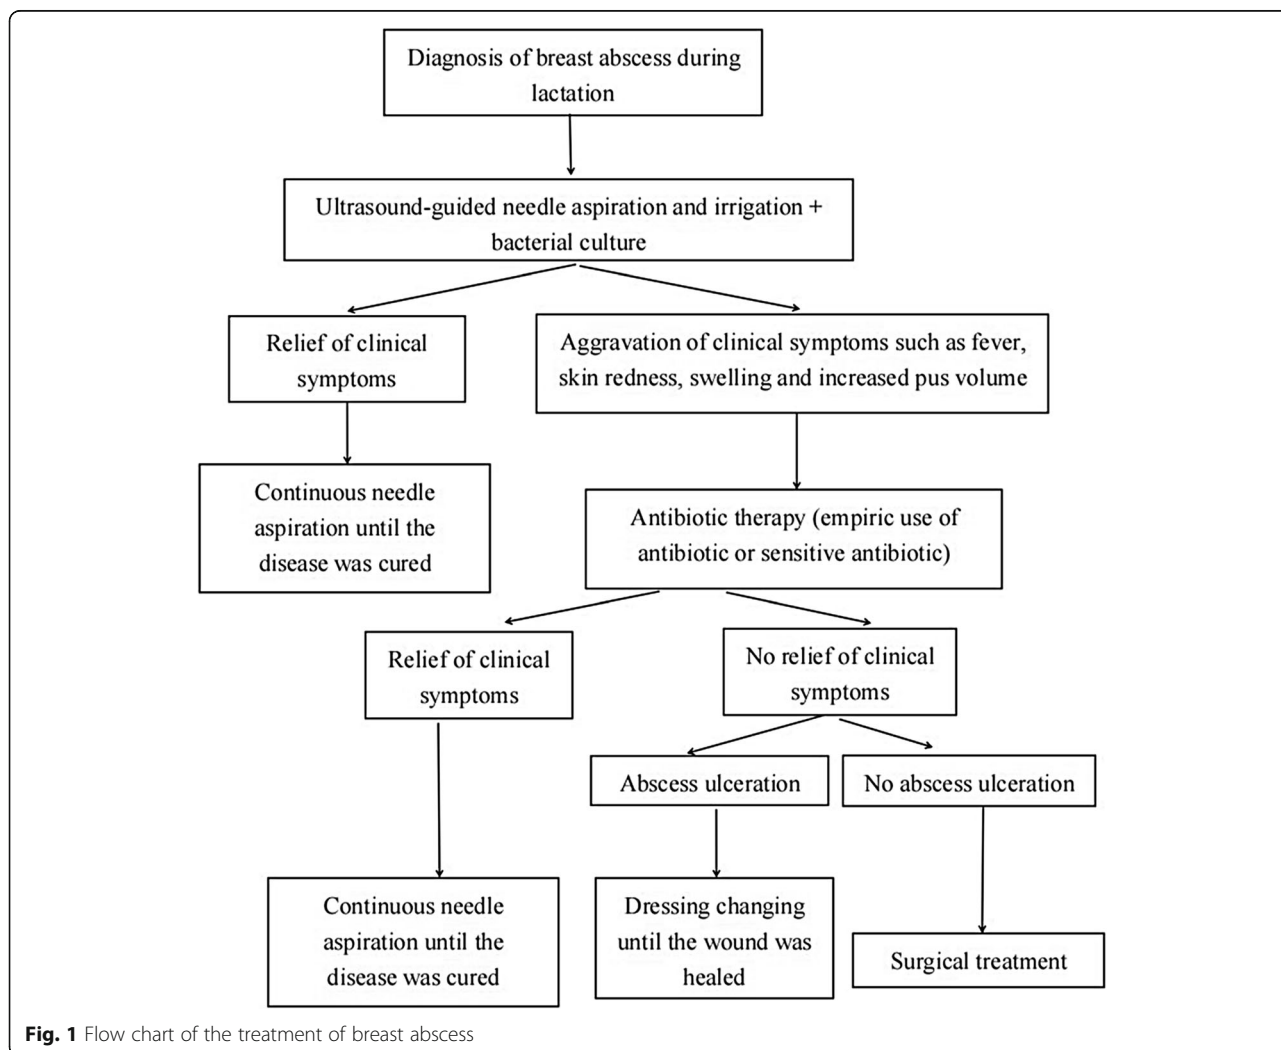 Diagnosis of breast abscess during
lactation
Ultrasound-guided needle aspiration and irrigation +
bacterial culture
Relief of clinical
symptoms
Aggravation of clinical symptoms such as fever,
skin redness, swelling and increased pus volume
Continuous needle
aspiration until the
disease was cured
Antibiotic therapy (empiric use of
antibiotic or sensitive antibiotic)
Relief of clinical
symptoms
No relief of clinical
symptoms
Abscess ulceration
No abscess ulceration
Continuous needle
aspiration until the
disease was cured
Dressing changing
until the wound was
healed
Surgical treatment
Fig. 1 Flow chart of the treatment of breast abscess